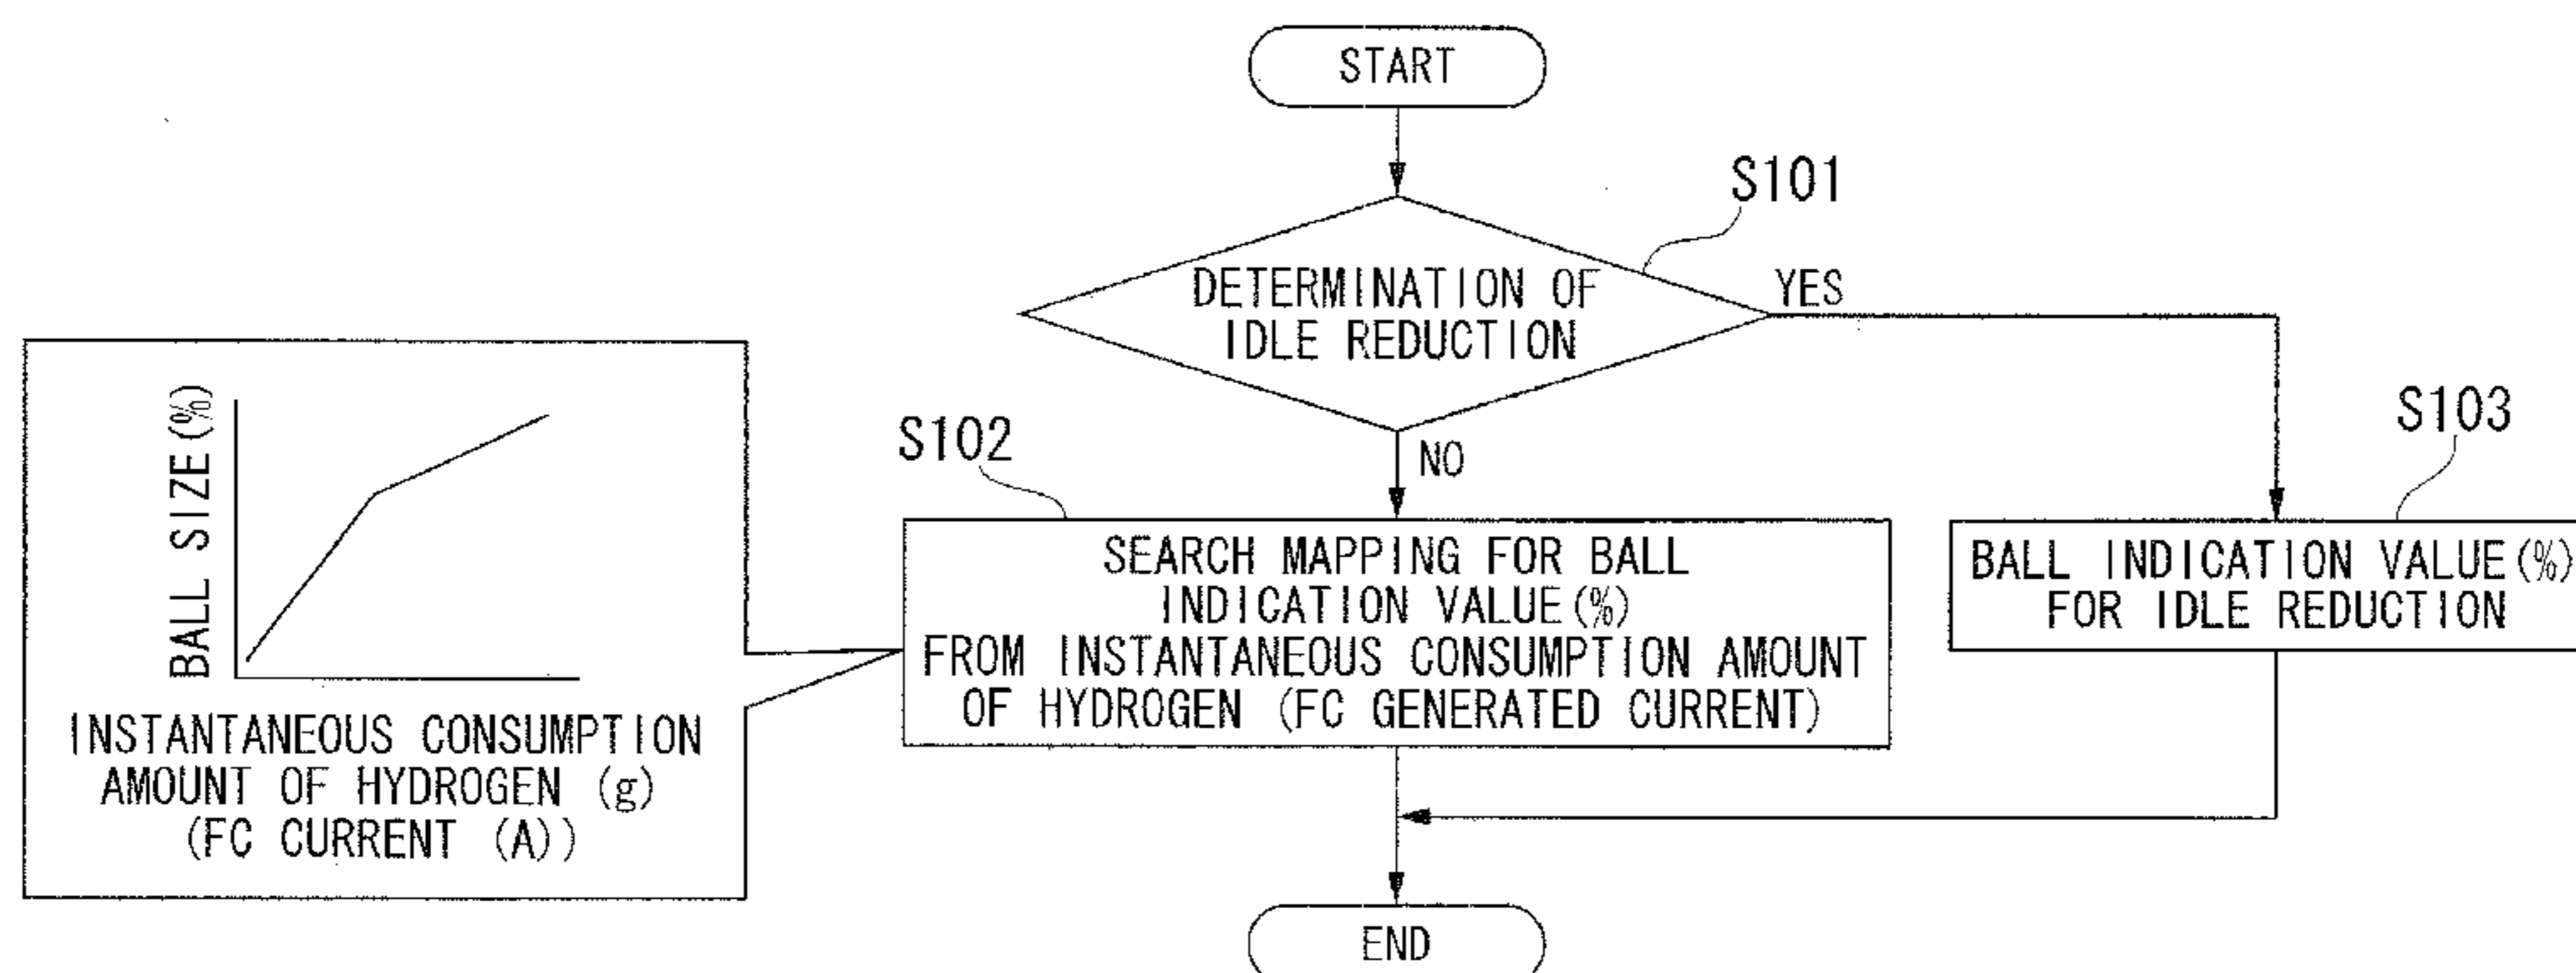 START
S101
DETERMINATION OF
IDLE REDUCTION
YES
NO
S102
SEARCH MAPPING FOR BALL
INDICATION VALUE(%)
FROM INSTANTANEOUS CONSUMPTION AMOUNT
OF HYDROGEN (FC GENERATED CURRENT)
S103
BALL INDICATION VALUE(%)
FOR IDLE REDUCTION
BALL SIZE(%)
INSTANTANEOUS CONSUMPTION
AMOUNT OF HYDROGEN (g)
(FC CURRENT (A))
END